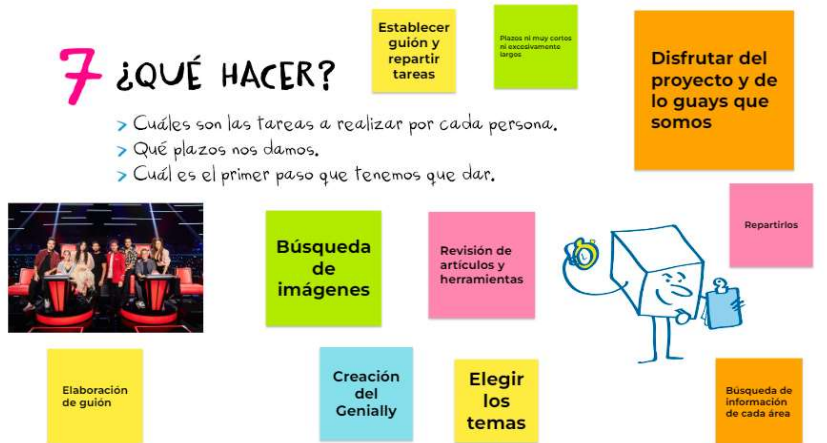 7 ¿QUÉ HACER?
> Cuáles son las tareas a realizar por cada persona.
> Qué plazos nos damos.
> Cuál es el primer paso que tenemos que dar.
Establecer
guión y
repartir
tareas
Plazos ni muy cortos
ni excesivamente
largos
Disfrutar del
proyecto y de
lo guays que
somos
Búsqueda
de
imágenes
Revisión de
artículos y
herramientas
Repartirlos
Elaboración
de guión
Creación
del
Genially
Elegir
los
temas
Búsqueda de
información
de cada área